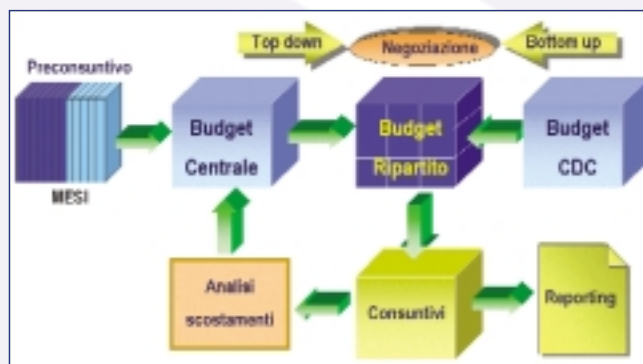 Top down
Negoziazione
Bottom up
Preconsuntivo
MESI
Budget
Centrale
Budget
Ripartito
Budget
CDC
Analisi
scostamenti
Consuntivi
Reporting